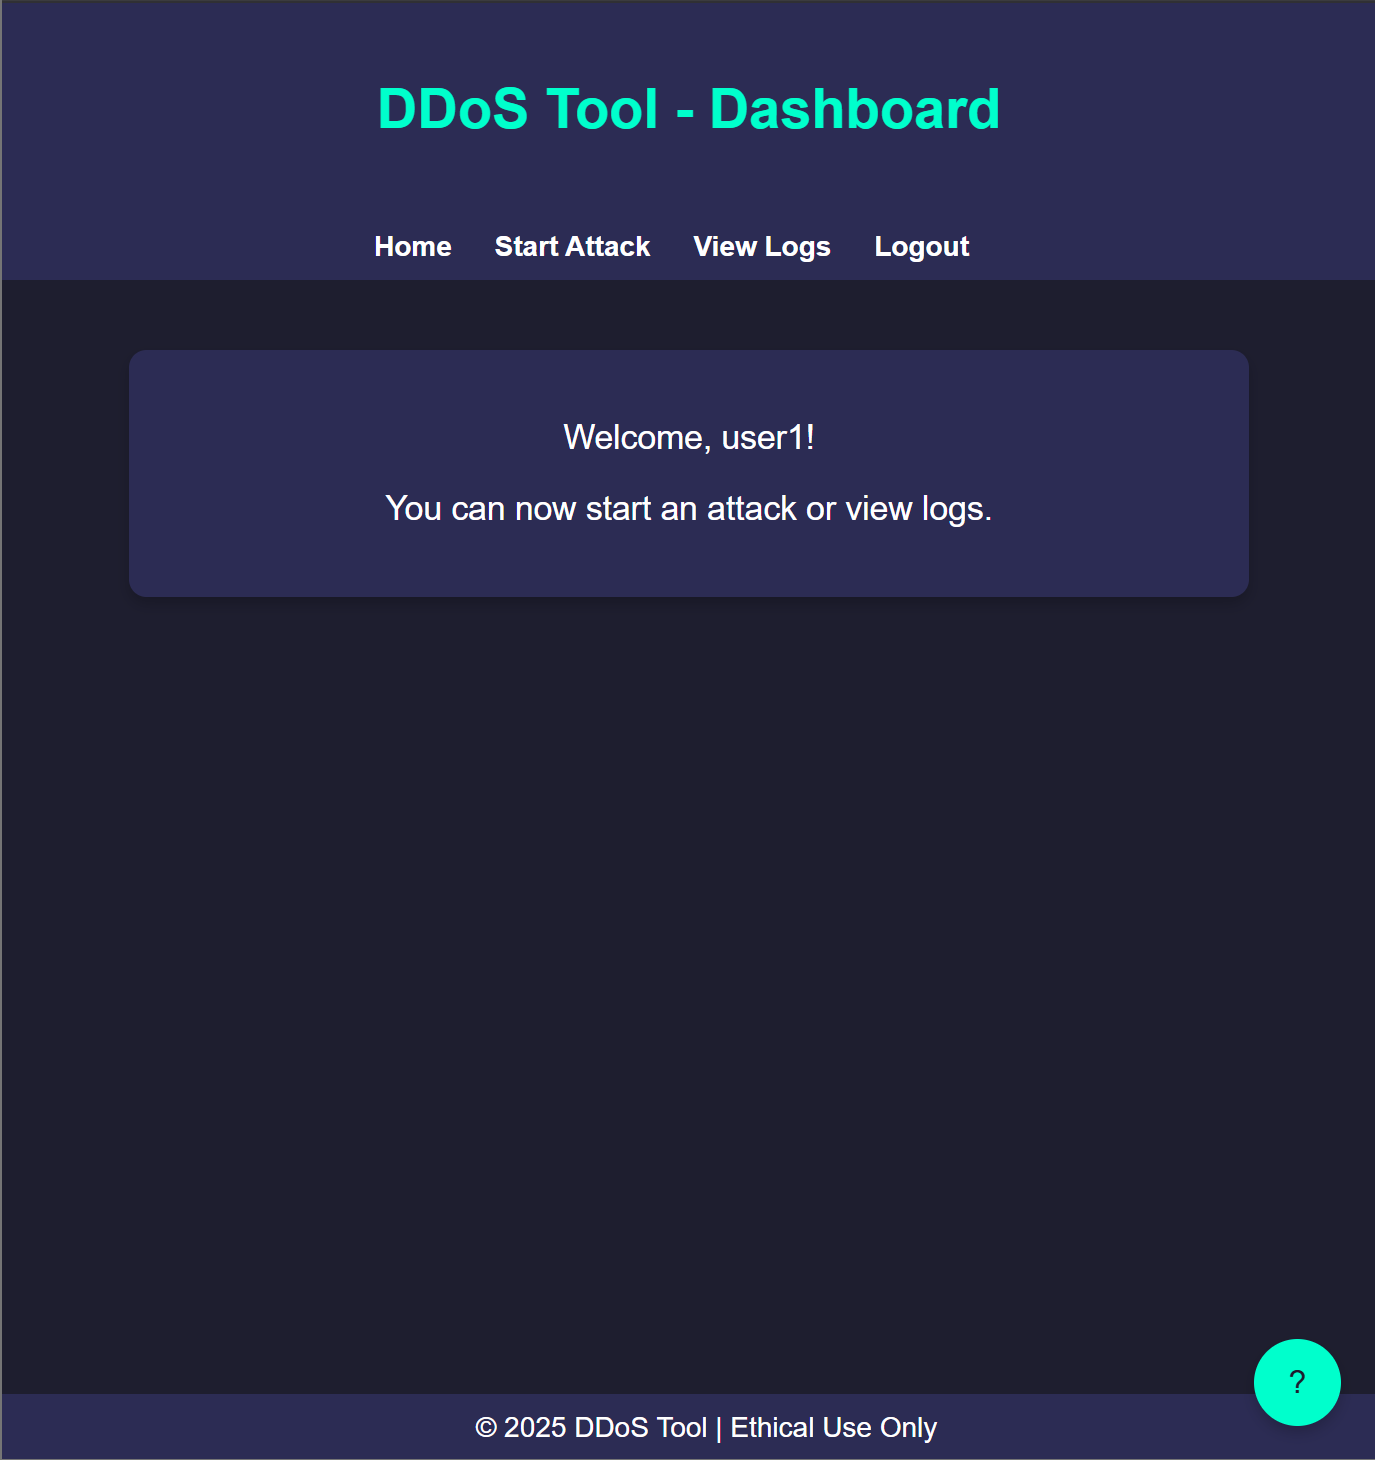 DDoS Tool - Dashboard
Home Start Attack View Logs Logout
Welcome, user1!
You can now start an attack or view logs.
?
© 2025 DDoS Tool | Ethical Use Only